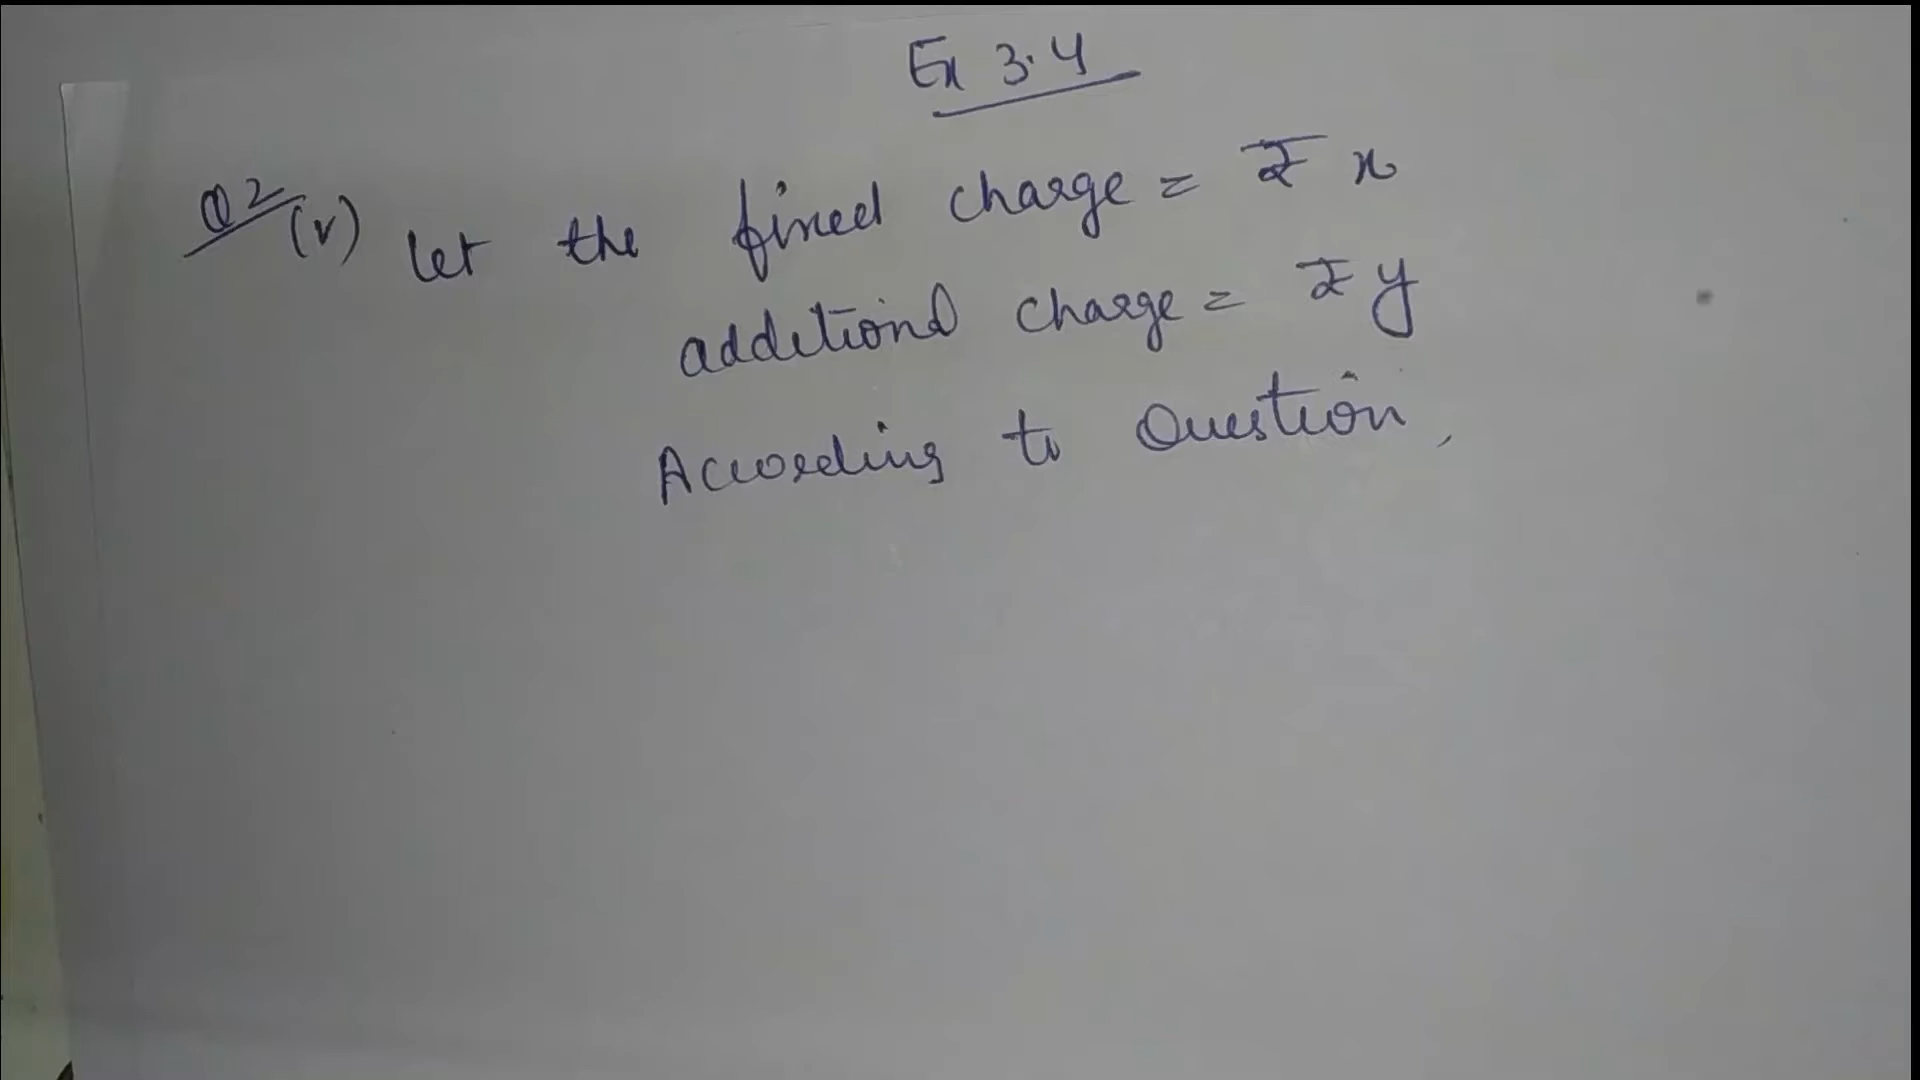 Ex 3.4
Q2 (v) let the fixed charge = ₹ x
additional charge = ₹ y
According to Question,